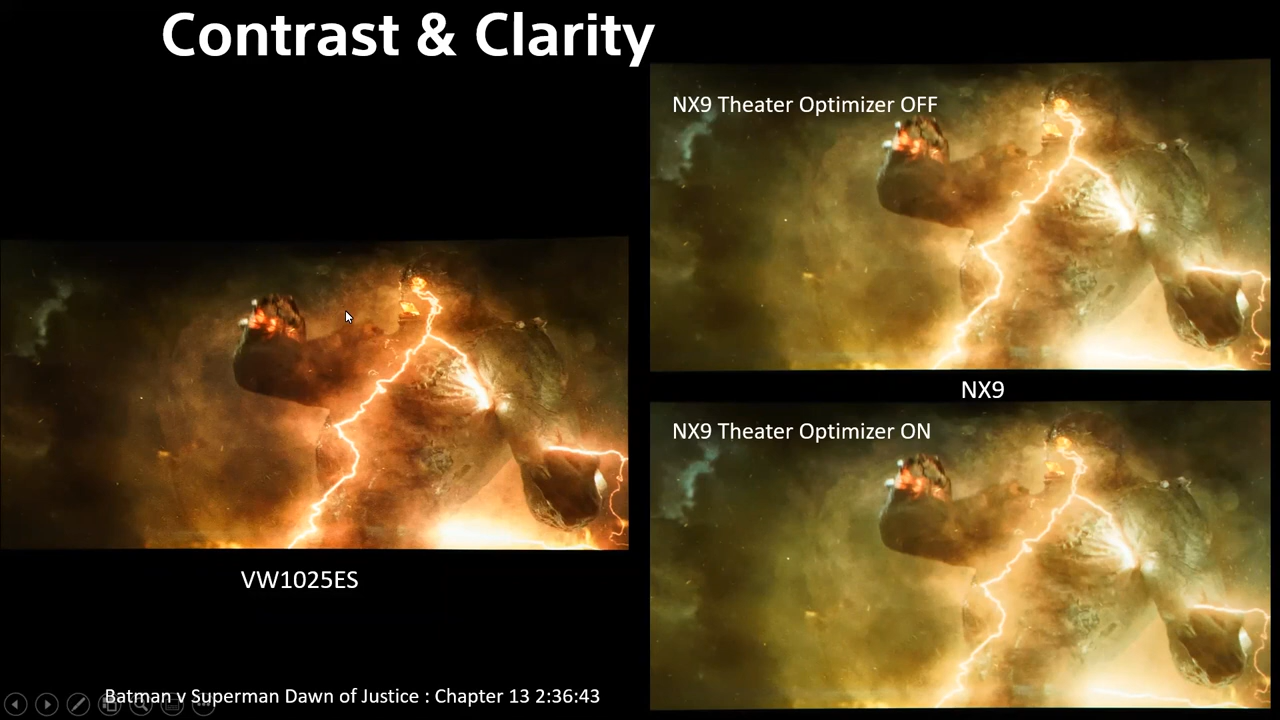 Contrast & Clarity
NX9 Theater Optimizer OFF
NX9
NX9 Theater Optimizer ON
VW1025ES
Batman v Superman Dawn of Justice : Chapter 13 2:36:43